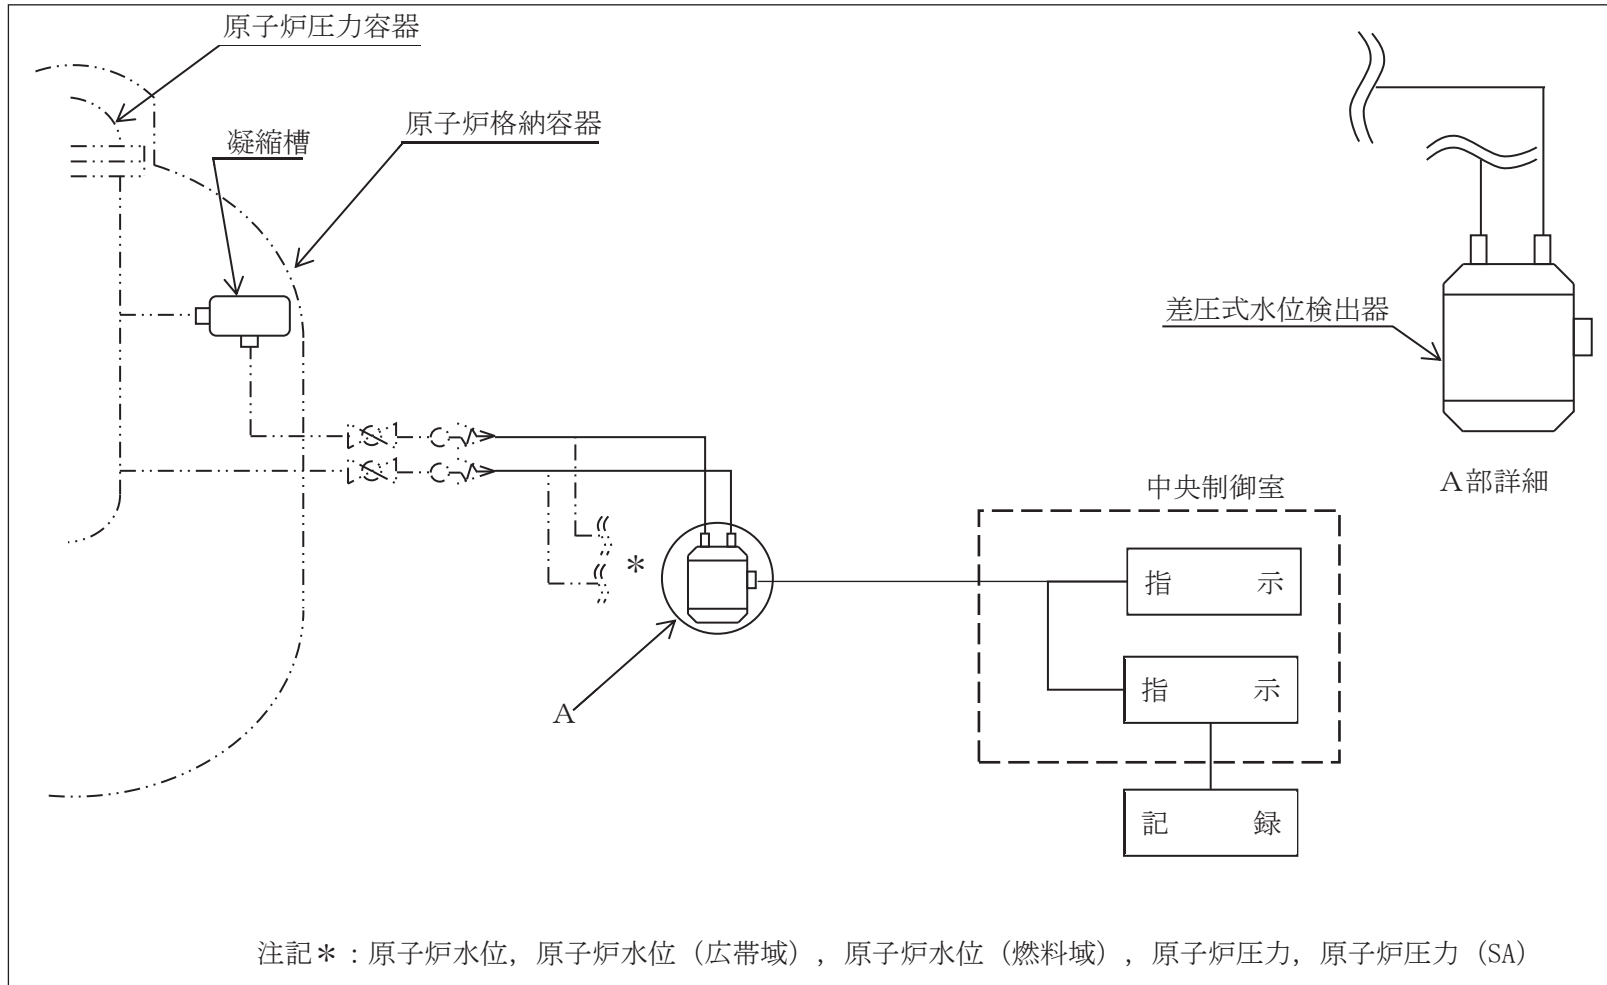 原子炉圧力容器
原子炉格納容器
凝縮槽
差圧式水位検出器
A部詳細
中央制御室
*
指 示
指 示
A
記 録
注記*:原子炉水位,原子炉水位(広帯域),原子炉水位(燃料域),原子炉圧力,原子炉圧力(SA)